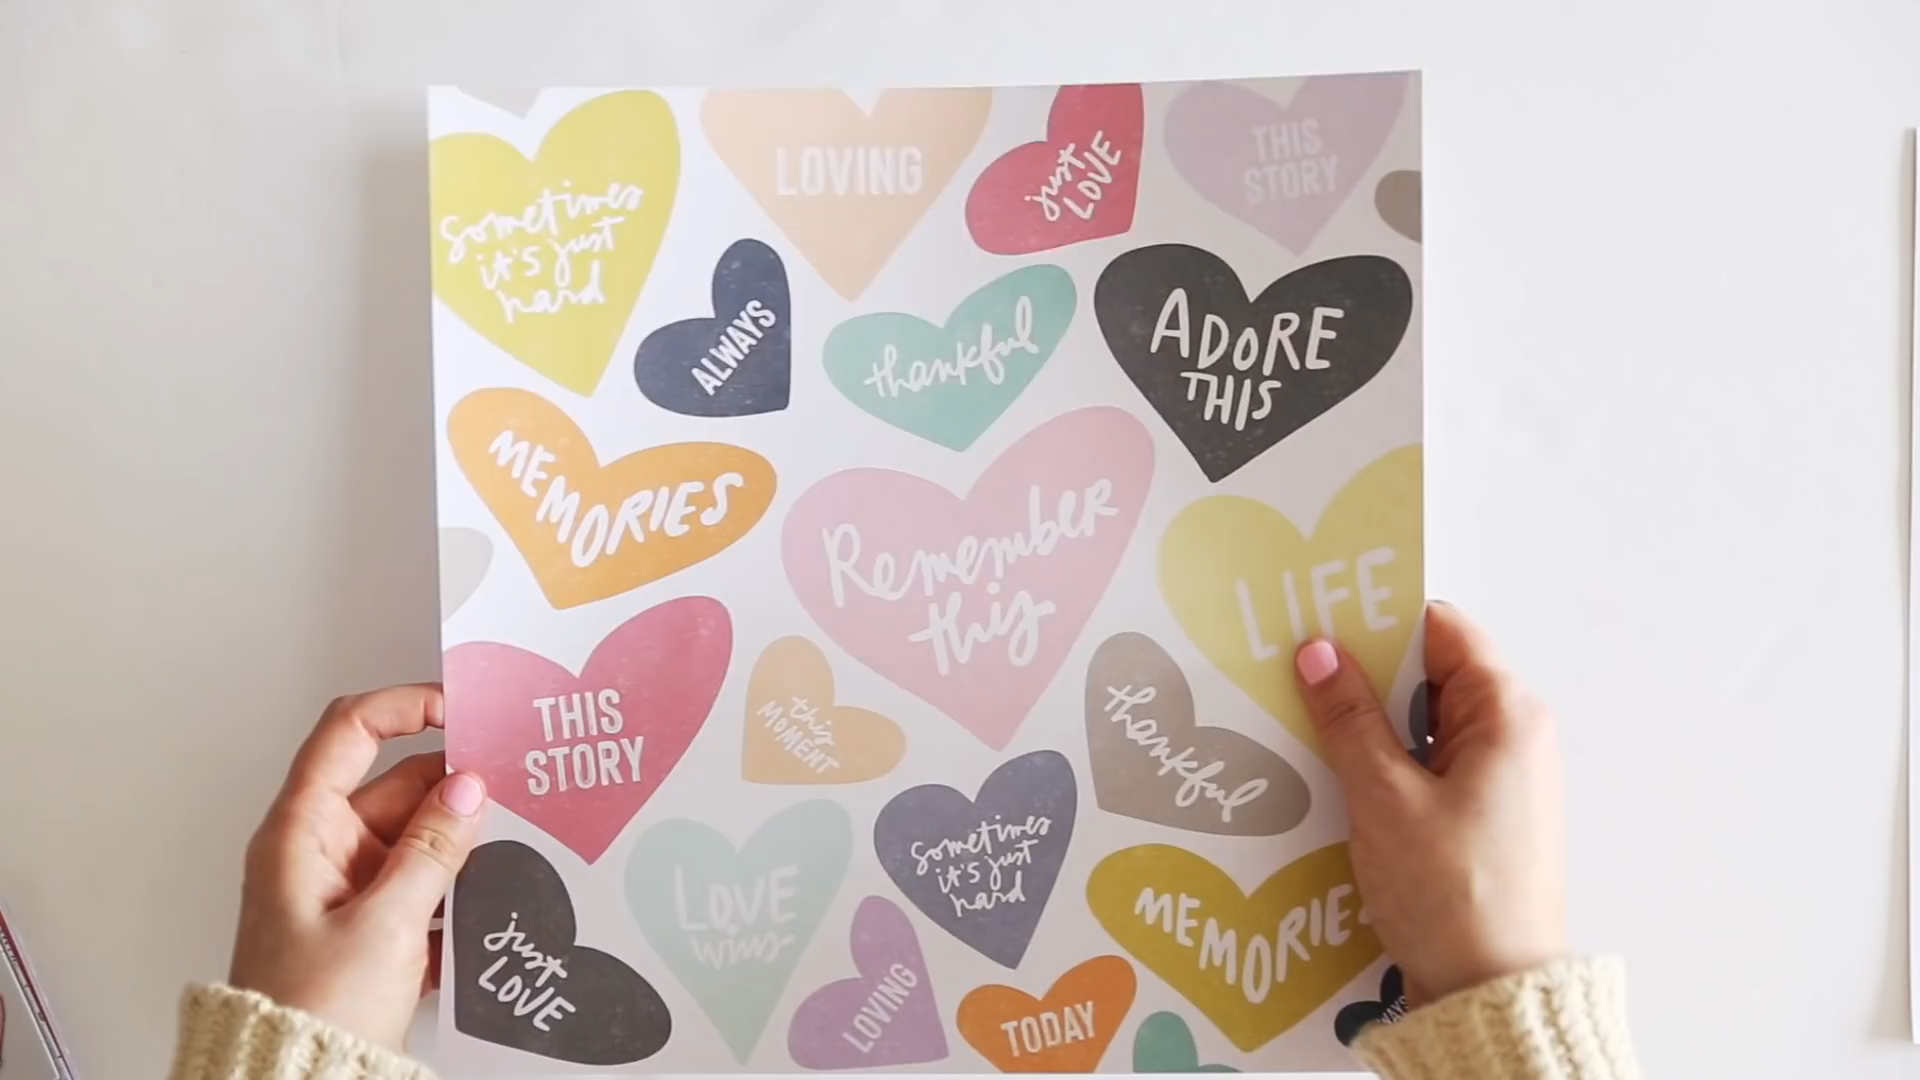 sometimes
it's just
hard
LOVING
just
LOVE
THIS
STORY
ALWAYS
thankful
ADORE
THIS
MEMORIES
Remember
this
LIFE
THIS
STORY
this
MOMENT
thankful
just
LOVE
LOVE
wins
sometimes
it's just
hard
LOVING
TODAY
MEMORIES